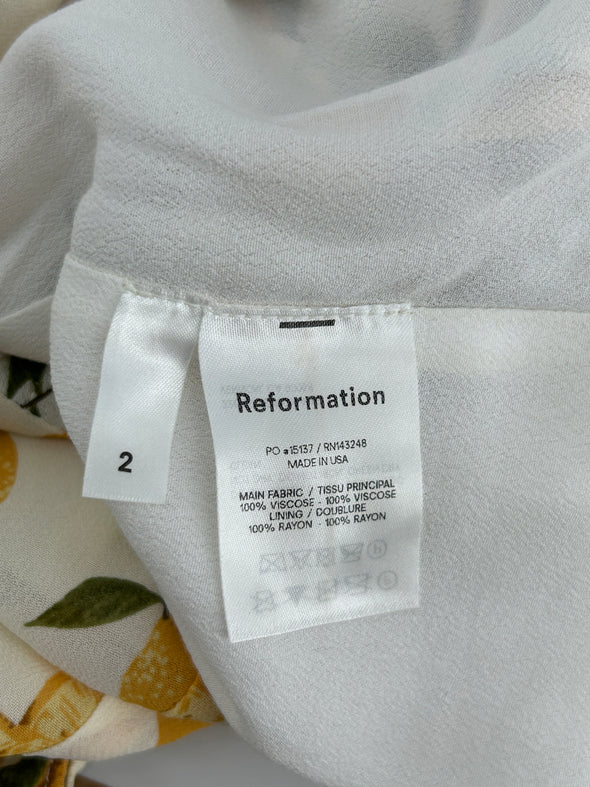 2
Reformation
PO #15137 / RN143248
MADE IN USA
MAIN FABRIC / TISSU PRINCIPAL
100% VISCOSE - 100% VISCOSE
LINING / DOUBLURE
100% RAYON - 100% RAYON